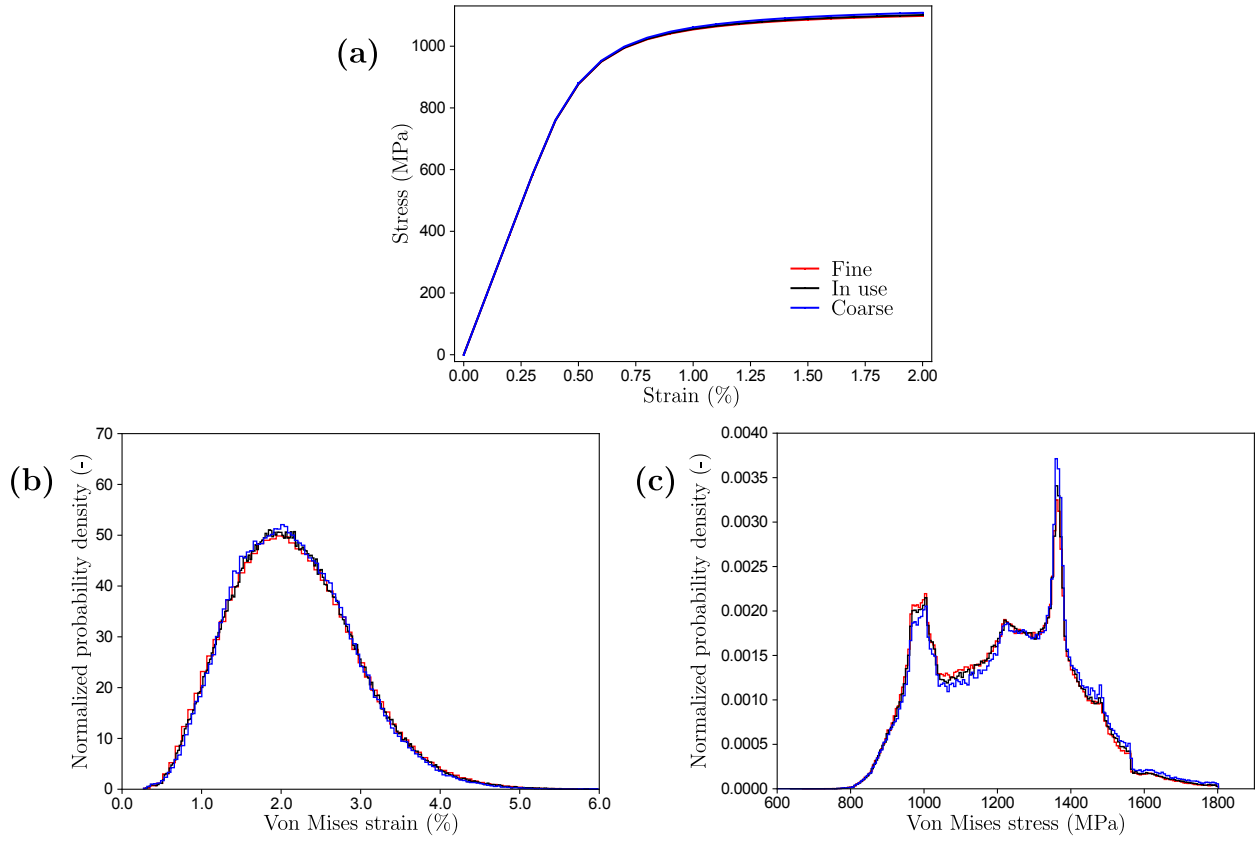 (a)
Stress (MPa)
1000
800
600
400
200
0
0.00 0.25 0.50 0.75 1.00 1.25 1.50 1.75 2.00
Strain (%)
Fine
In use
Coarse
(b)
Normalized probability density (-)
70
60
50
40
30
20
10
0
0.0 1.0 2.0 3.0 4.0 5.0 6.0
Von Mises strain (%)
(c)
Normalized probability density (-)
0.0040
0.0035
0.0030
0.0025
0.0020
0.0015
0.0010
0.0005
0.0000
600 800 1000 1200 1400 1600 1800
Von Mises stress (MPa)